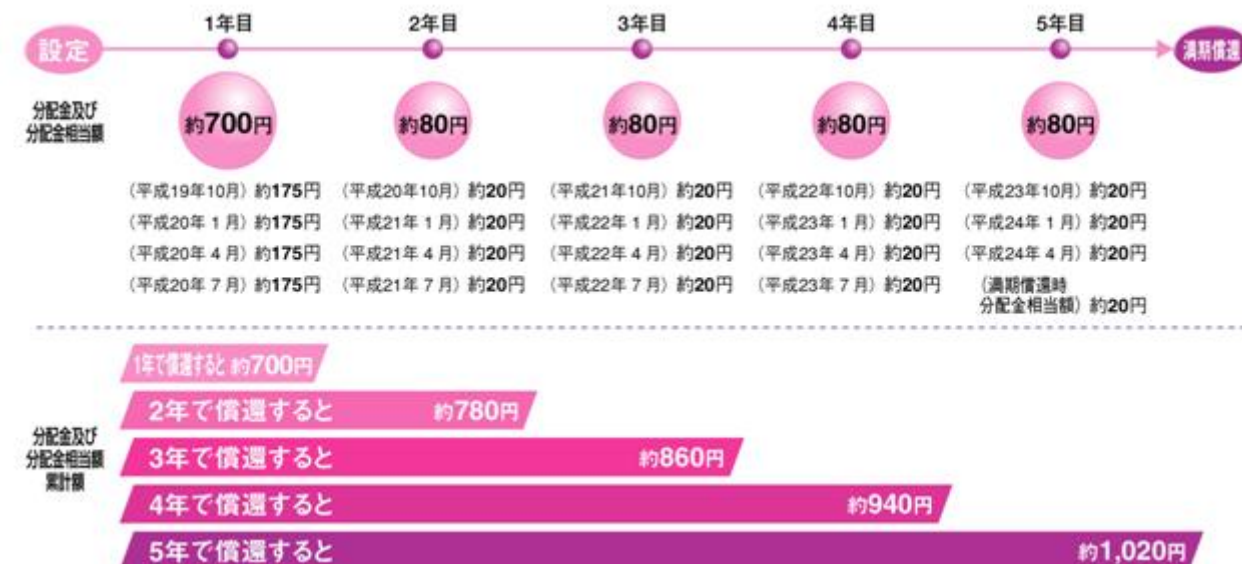 1年目 2年目 3年目 4年目 5年目
設定 満期償還
分配金及び
分配金相当額
約700円 約80円 約80円 約80円 約80円
(平成19年10月) 約175円 (平成20年10月) 約20円 (平成21年10月) 約20円 (平成22年10月) 約20円 (平成23年10月) 約20円
(平成20年1月) 約175円 (平成21年1月) 約20円 (平成22年1月) 約20円 (平成23年1月) 約20円 (平成24年1月) 約20円
(平成20年4月) 約175円 (平成21年4月) 約20円 (平成22年4月) 約20円 (平成23年4月) 約20円 (平成24年4月) 約20円
(平成20年7月) 約175円 (平成21年7月) 約20円 (平成22年7月) 約20円 (平成23年7月) 約20円 (満期償還時
分配金相当額) 約20円
1年で償還すると 約700円
2年で償還すると 約780円
分配金及び
分配金相当額
累計額
3年で償還すると 約860円
4年で償還すると 約940円
5年で償還すると 約1,020円